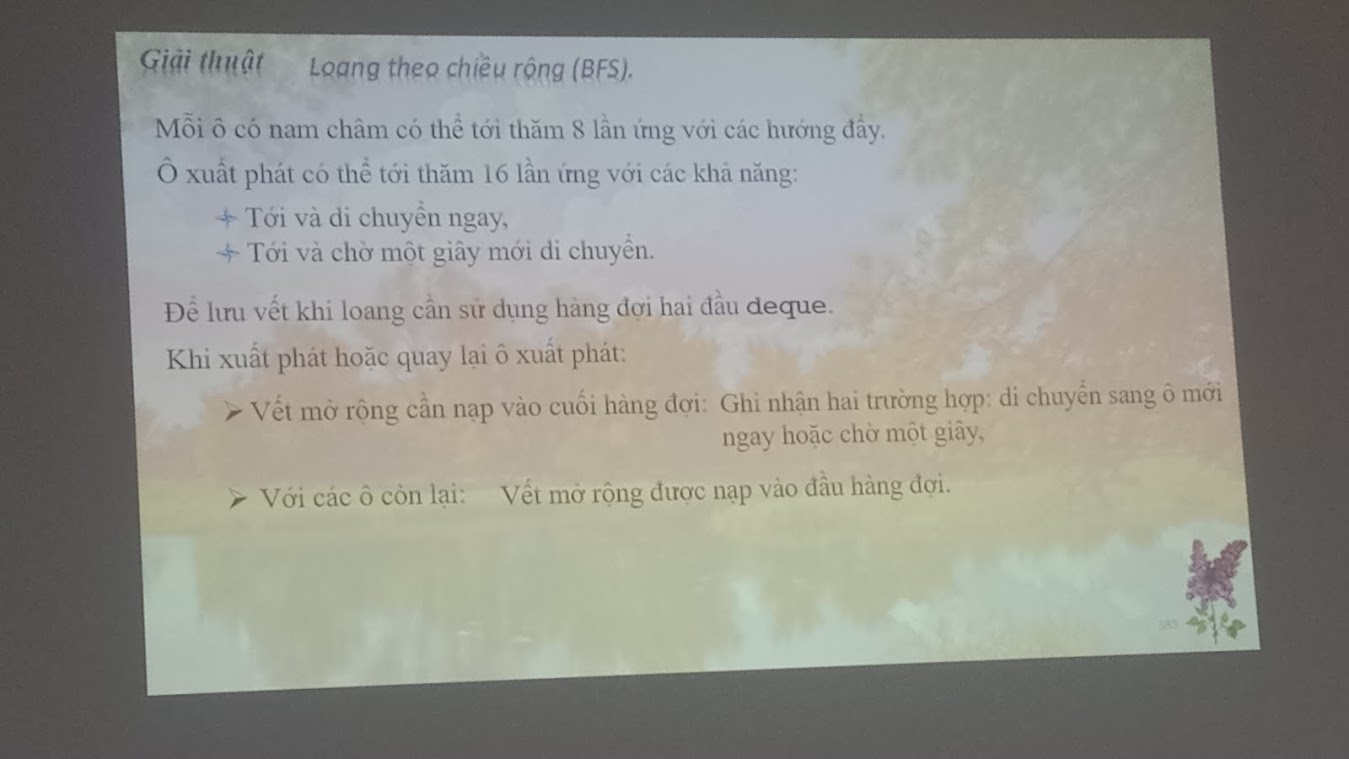 Giải thuật Loang theo chiều rộng (BFS).
Mỗi ô có nam châm có thể tới thăm 8 lần ứng với các hướng đẩy.
Ô xuất phát có thể tới thăm 16 lần ứng với các khả năng:
Tới và di chuyển ngay,
Tới và chờ một giây mới di chuyển.
Để lưu vết khi loang cần sử dụng hàng đợi hai đầu deque.
Khi xuất phát hoặc quay lại ô xuất phát:
➢ Vết mở rộng cần nạp vào cuối hàng đợi: Ghi nhận hai trường hợp: di chuyển sang ô mới
ngay hoặc chờ một giây,
➢ Với các ô còn lại: Vết mở rộng được nạp vào đầu hàng đợi.